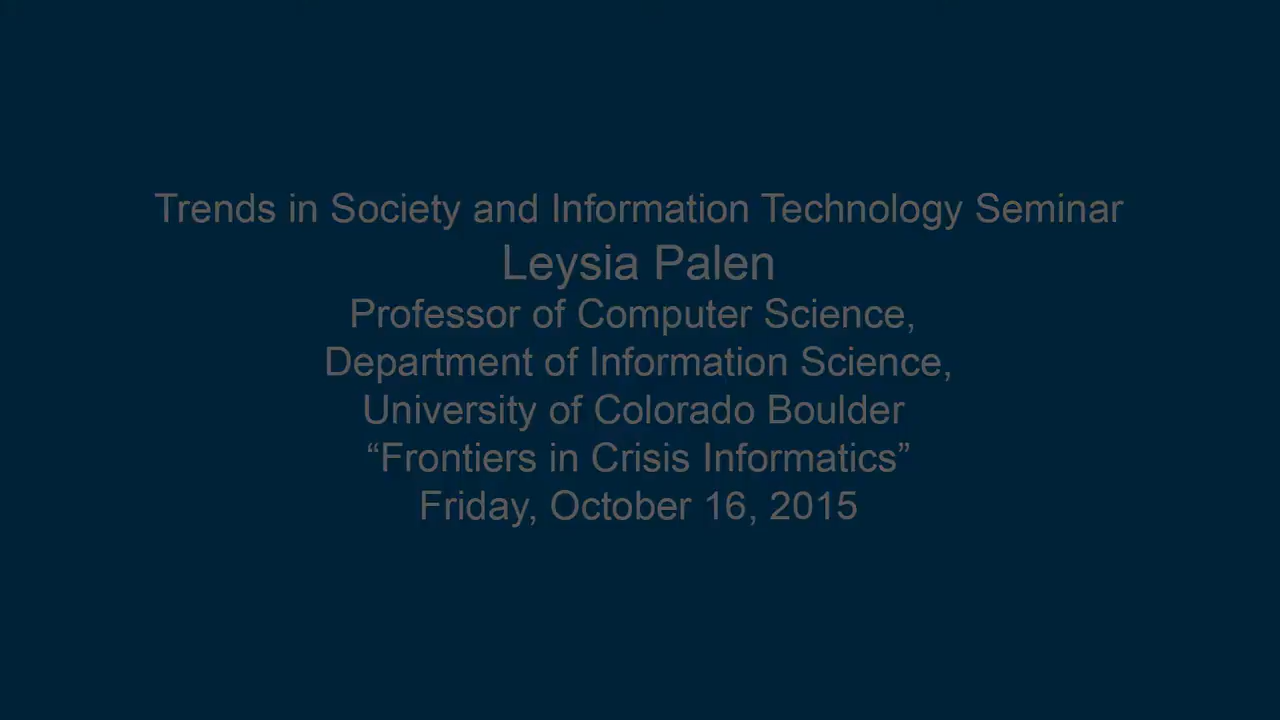 Trends in Society and Information Technology Seminar
Leysia Palen
Professor of Computer Science,
Department of Information Science,
University of Colorado Boulder
“Frontiers in Crisis Informatics”
Friday, October 16, 2015